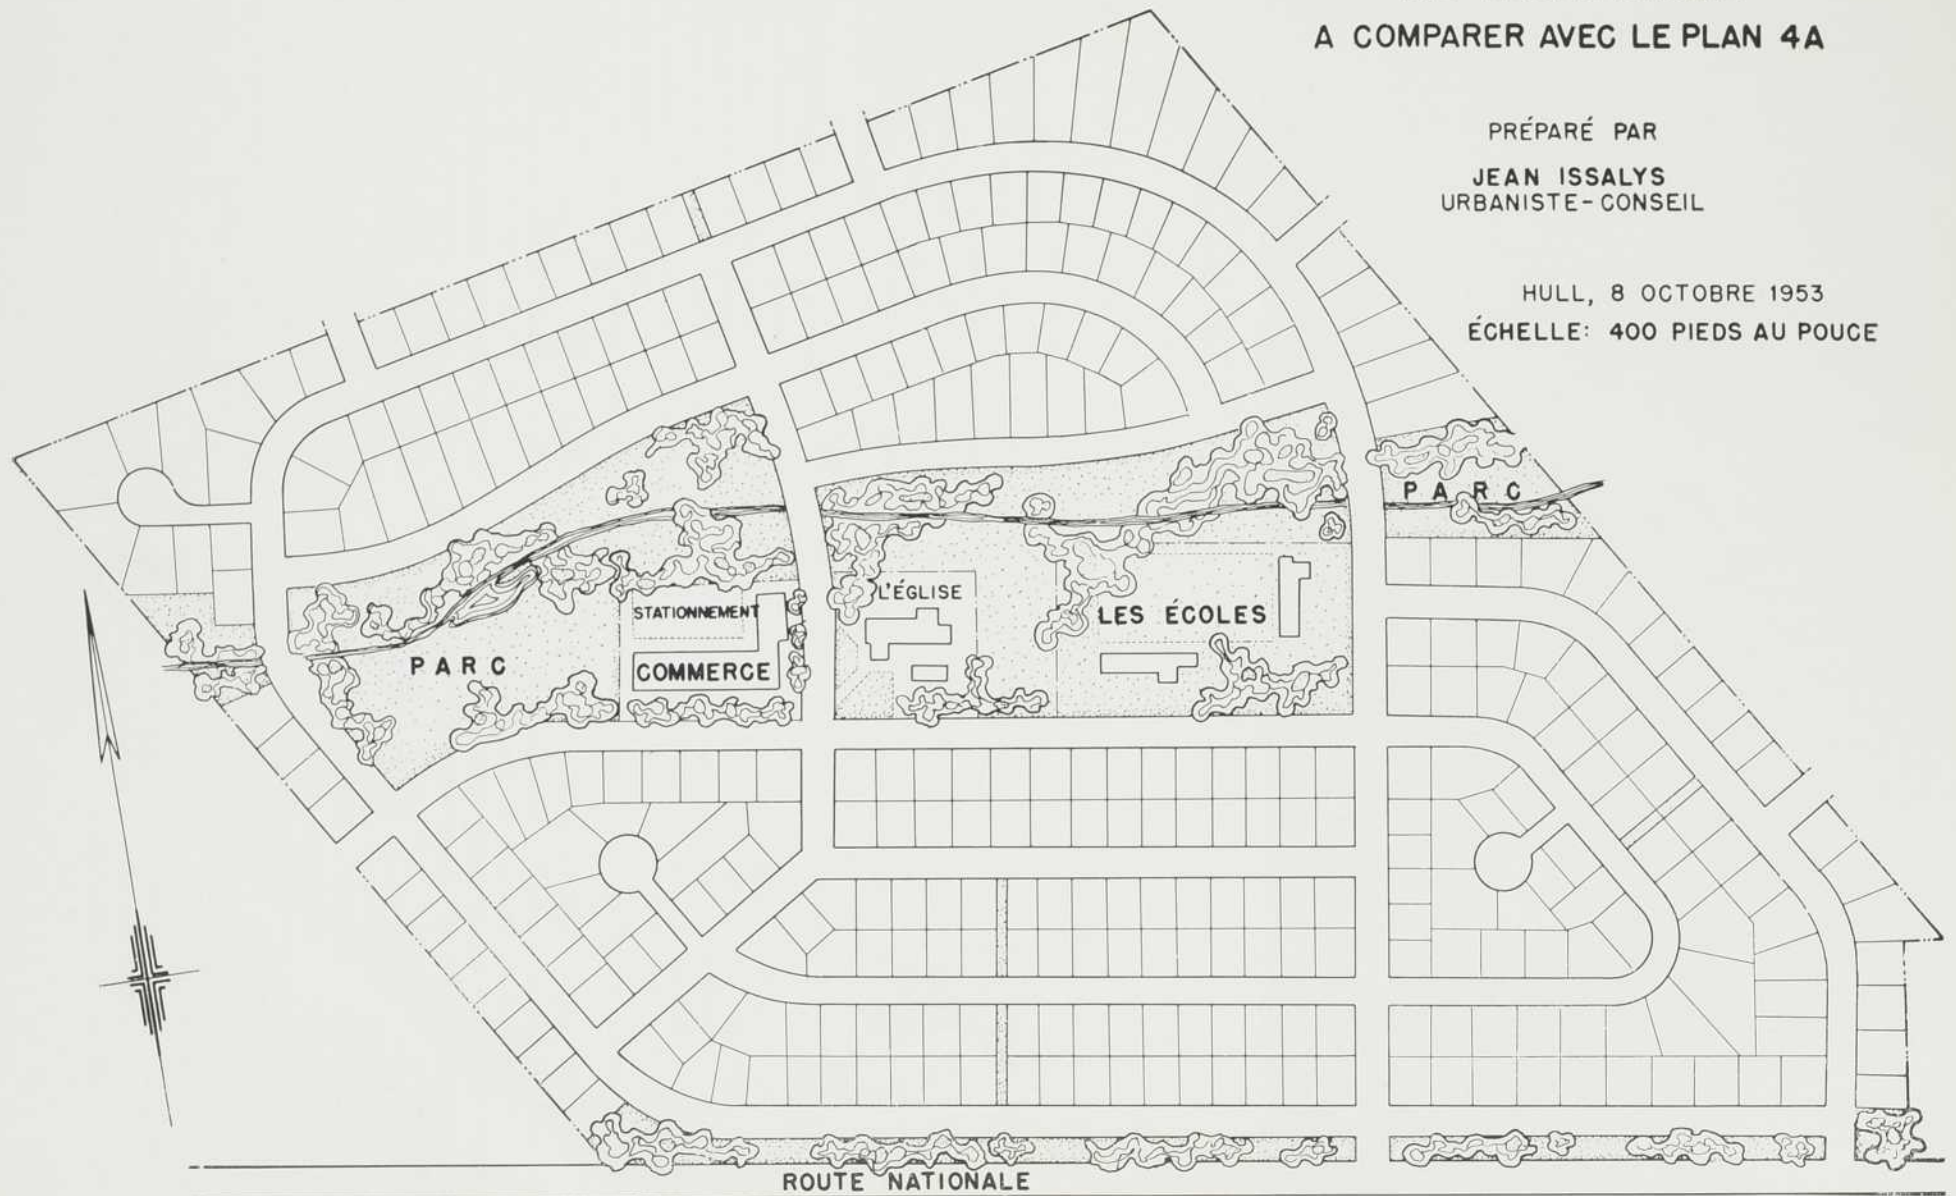 A COMPARER AVEC LE PLAN 4A
PRÉPARÉ PAR
JEAN ISSALYS
URBANISTE-CONSEIL
HULL, 8 OCTOBRE 1953
ÉCHELLE: 400 PIEDS AU POUCE
PARC
L'ÉGLISE
STATIONNEMENT
LES ÉCOLES
PARC
COMMERCE
ROUTE NATIONALE